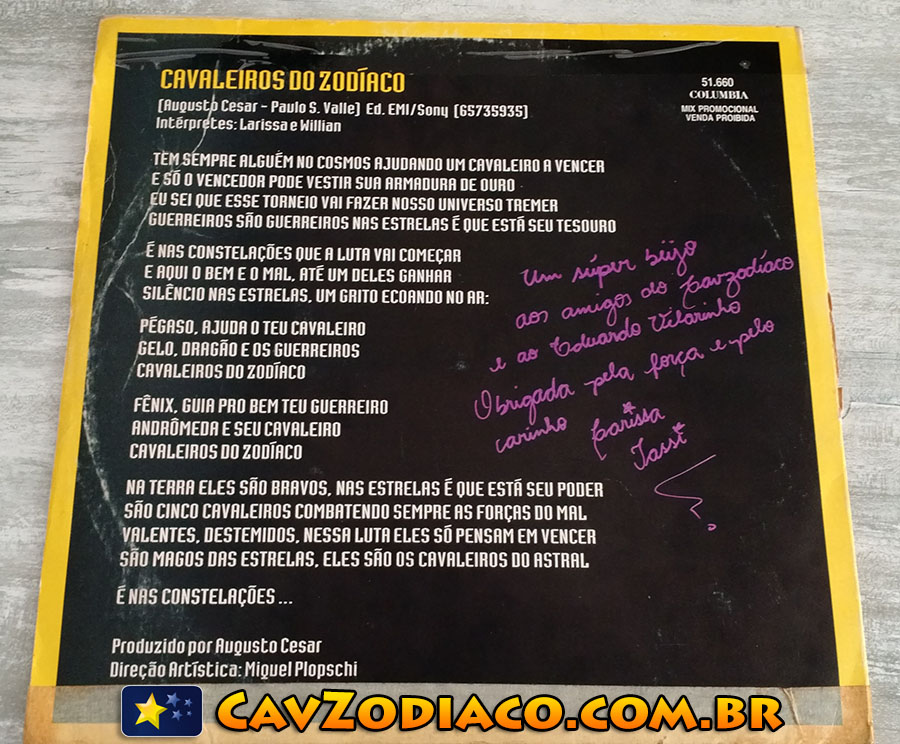 CAVALEIROS DO ZODÍACO
(Augusto Cesar - Paulo S. Valle) Ed. EMI/Sony (65735935)
Intérpretes: Larissa e Willian
51.660
COLUMBIA
MIX PROMOCIONAL
VENDA PROIBIDA
TEM SEMPRE ALGUÉM NO COSMOS AJUDANDO UM CAVALEIRO A VENCER
E SÓ O VENCEDOR PODE VESTIR SUA ARMADURA DE OURO
EU SEI QUE ESSE TORNEIO VAI FAZER NOSSO UNIVERSO TREMER
GUERREIROS SÃO GUERREIROS NAS ESTRELAS É QUE ESTÁ SEU TESOURO
É NAS CONSTELAÇÕES QUE A LUTA VAI COMEÇAR
E AQUI O BEM E O MAL, ATÉ UM DELES GANHAR
SILÊNCIO NAS ESTRELAS, UM GRITO ECOANDO NO AR:
PÉGASO, AJUDA O TEU CAVALEIRO
GELO, DRAGÃO E OS GUERREIROS
CAVALEIROS DO ZODÍACO
FÊNIX, GUIA PRO BEM TEU GUERREIRO
ANDRÔMEDA E SEU CAVALEIRO
CAVALEIROS DO ZODÍACO
NA TERRA ELES SÃO BRAVOS, NAS ESTRELAS É QUE ESTÁ SEU PODER
SÃO CINCO CAVALEIROS COMBATENDO SEMPRE AS FORÇAS DO MAL
VALENTES, DESTEMIDOS, NESSA LUTA ELES SÓ PENSAM EM VENCER
SÃO MAGOS DAS ESTRELAS, ELES SÃO OS CAVALEIROS DO ASTRAL
É NAS CONSTELAÇÕES ...
Um súper beijo
aos amigos do Cavzodíaco
e ao Eduardo Vilarinho
Obrigada pela força e pelo
carinho Larissa
Tassi
Produzido por Augusto Cesar
Direção Artística: Miguel Plopschi
CAVZODIACO.COM.BR